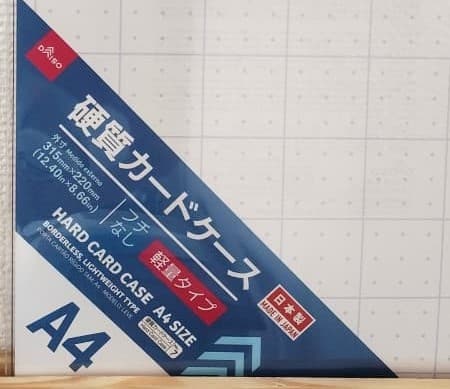 DAISO
硬質カードケース
外寸 Medida externa
315mm×220mm
(12.40in×8.66in)
フチ
なし
軽量タイプ
HARD CARD CASE A4 SIZE
BORDERLESS, LIGHTWEIGHT TYPE
日本製
MADE IN JAPAN
A4